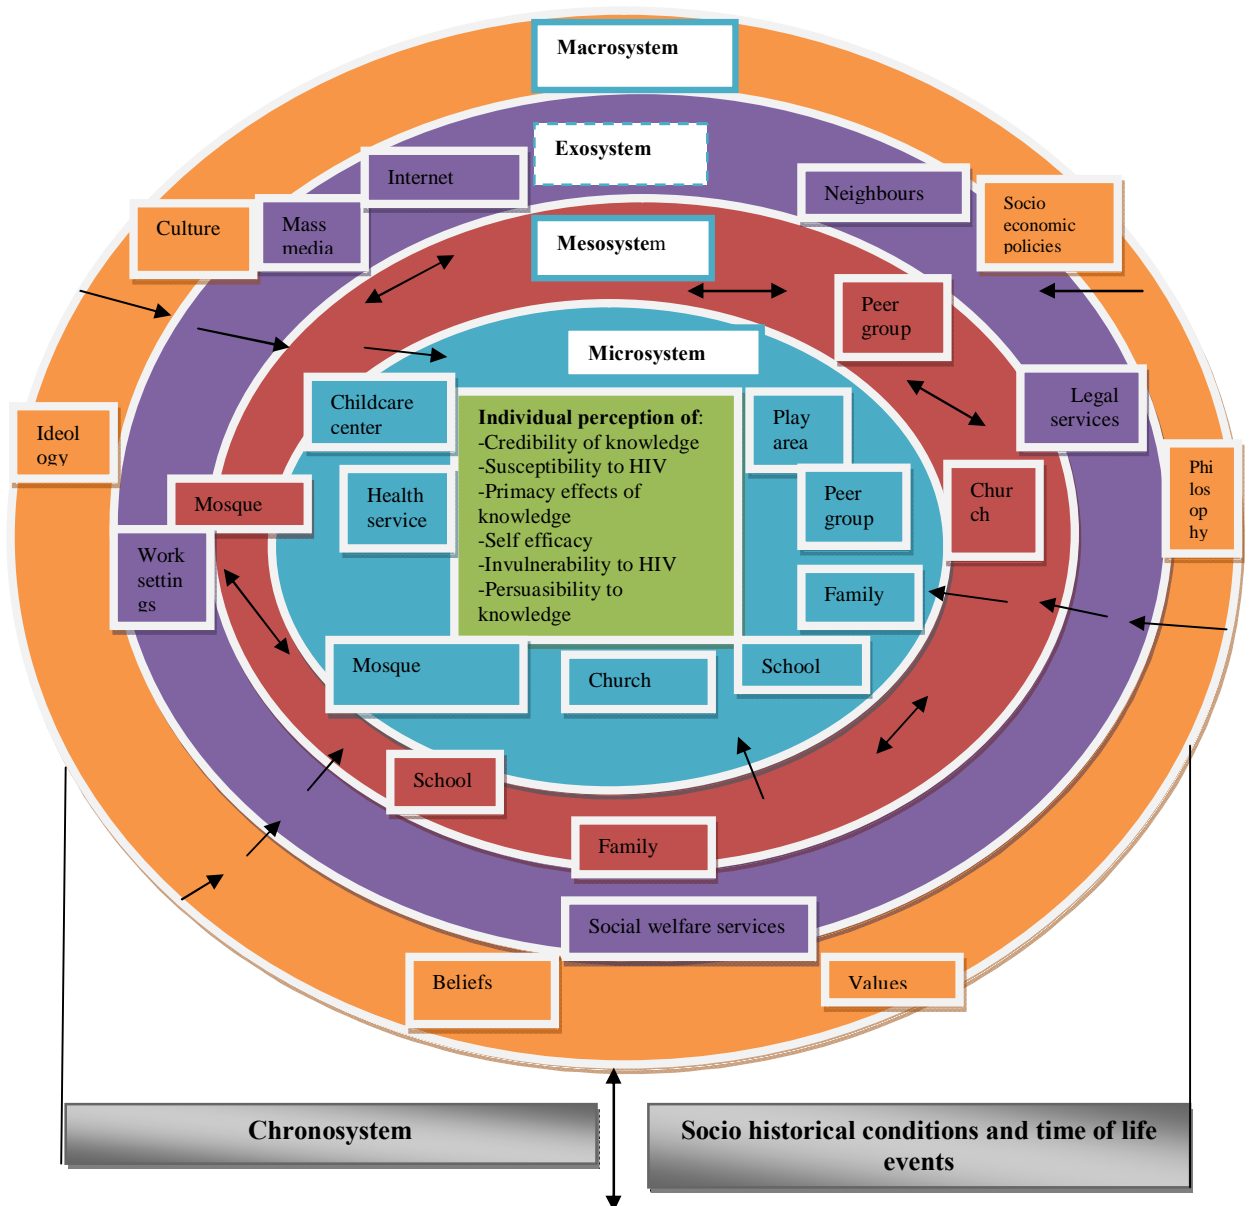 Macrosystem
Exosystem
Internet
Neighbours
Culture
Mass
media
Socio
economic
policies
Mesosystem
Peer
group
Microsystem
Childcare
center
Individual perception of:
-Credibility of knowledge
-Susceptibility to HIV
-Primacy effects of
knowledge
-Self efficacy
-Invulnerability to HIV
-Persuasibility to
knowledge
Play
area
Legal
services
Ideol
ogy
Mosque
Health
service
Peer
group
Chur
ch
Phi
los
op
hy
Work
settin
gs
Family
Mosque
Church
School
School
Family
Social welfare services
Beliefs
Values
Chronosystem
Socio historical conditions and time of life
events